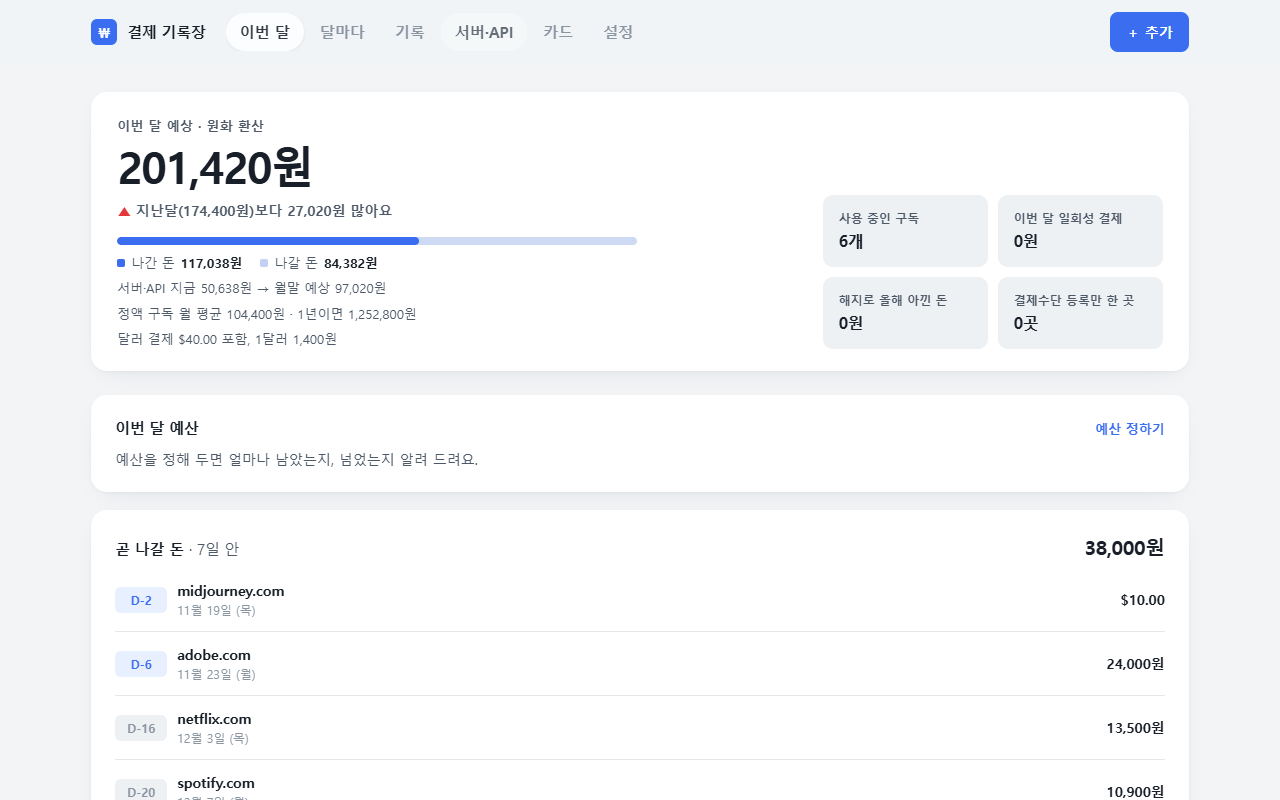 ₩ 결제 기록장 이번 달 달마다 기록 서버·API 카드 설정 + 추가
이번 달 예상 · 원화 환산
201,420원
▲ 지난달(174,400원)보다 27,020원 많아요
나간 돈 117,038원 나갈 돈 84,382원
서버·API 지금 50,638원 → 월말 예상 97,020원
정액 구독 월 평균 104,400원 · 1년이면 1,252,800원
달러 결제 $40.00 포함, 1달러 1,400원
사용 중인 구독
6개
이번 달 일회성 결제
0원
해지로 올해 아낀 돈
0원
결제수단 등록만 한 곳
0곳
이번 달 예산
예산 정하기
예산을 정해 두면 얼마나 남았는지, 넘었는지 알려 드려요.
곧 나갈 돈 · 7일 안
38,000원
D-2 midjourney.com $10.00
11월 19일 (목)
D-6 adobe.com 24,000원
11월 23일 (월)
D-16 netflix.com 13,500원
12월 3일 (목)
D-20 spotify.com 10,900원